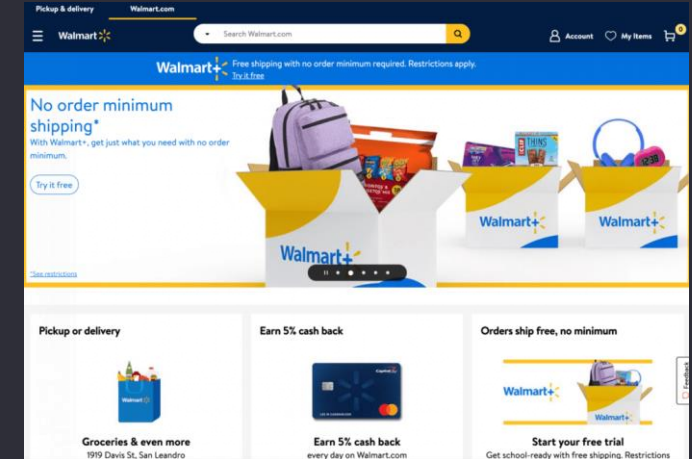 Pickup & delivery
Walmart.com
Walmart
Search Walmart.com
Account
My Items
0
Walmart+
Free shipping with no order minimum required. Restrictions apply.
Try it free
No order minimum
shipping*
With Walmart+, get just what you need with no order
minimum.
Try it free
*See restrictions
THINS
Walmart+
Walmart+
Walmart+
Feedback
Pickup or delivery
Walmart
Groceries & even more
1919 Davis St, San Leandro
Earn 5% cash back
Earn 5% cash back
every day on Walmart.com
Orders ship free, no minimum
Walmart+
Walmart+
Start your free trial
Get school-ready with free shipping. Restrictions